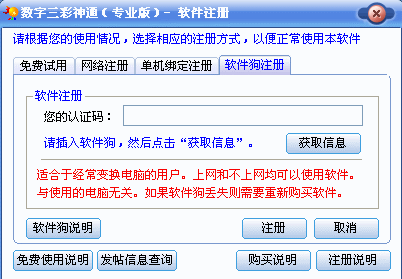 数字三彩神通(专业版)- 软件注册
请根据您的使用情况，选择相应的注册方式，以便正常使用本软件
免费试用 网络注册 单机绑定注册 软件狗注册
软件注册
您的认证码：
请插入软件狗，然后点击“获取信息”。 获取信息
适合于经常变换电脑的用户。上网和不上网均可以使用软件。
与使用的电脑无关。如果软件狗丢失则需要重新购买软件。
软件狗说明 注册 取消
免费使用说明 发帖信息查询 购买说明 注册说明